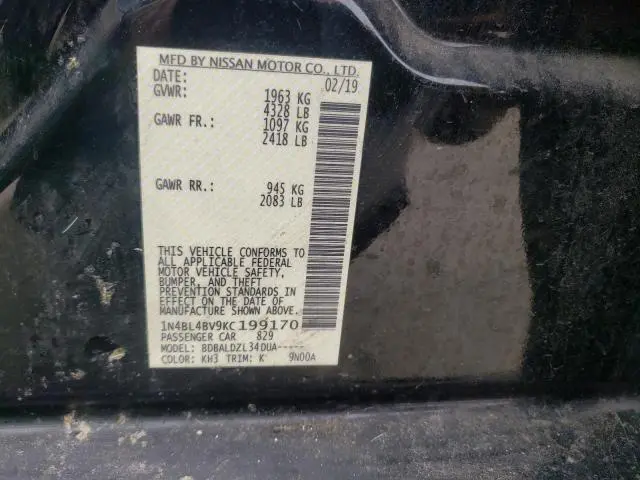 MFD BY NISSAN MOTOR CO., LTD.
DATE: 02/19
GVWR: 1963 KG
4328 LB
GAWR FR.: 1097 KG
2418 LB
GAWR RR.: 945 KG
2083 LB
THIS VEHICLE CONFORMS TO
ALL APPLICABLE FEDERAL
MOTOR VEHICLE SAFETY,
BUMPER, AND THEFT
PREVENTION STANDARDS
IN EFFECT ON THE DATE OF
MANUFACTURE SHOWN ABOVE.
1N4BL4BV9KC199170
PASSENGER CAR 829
MODEL: BDBALDZL34DUA-----
COLOR: KH3 TRIM: K 9N00A